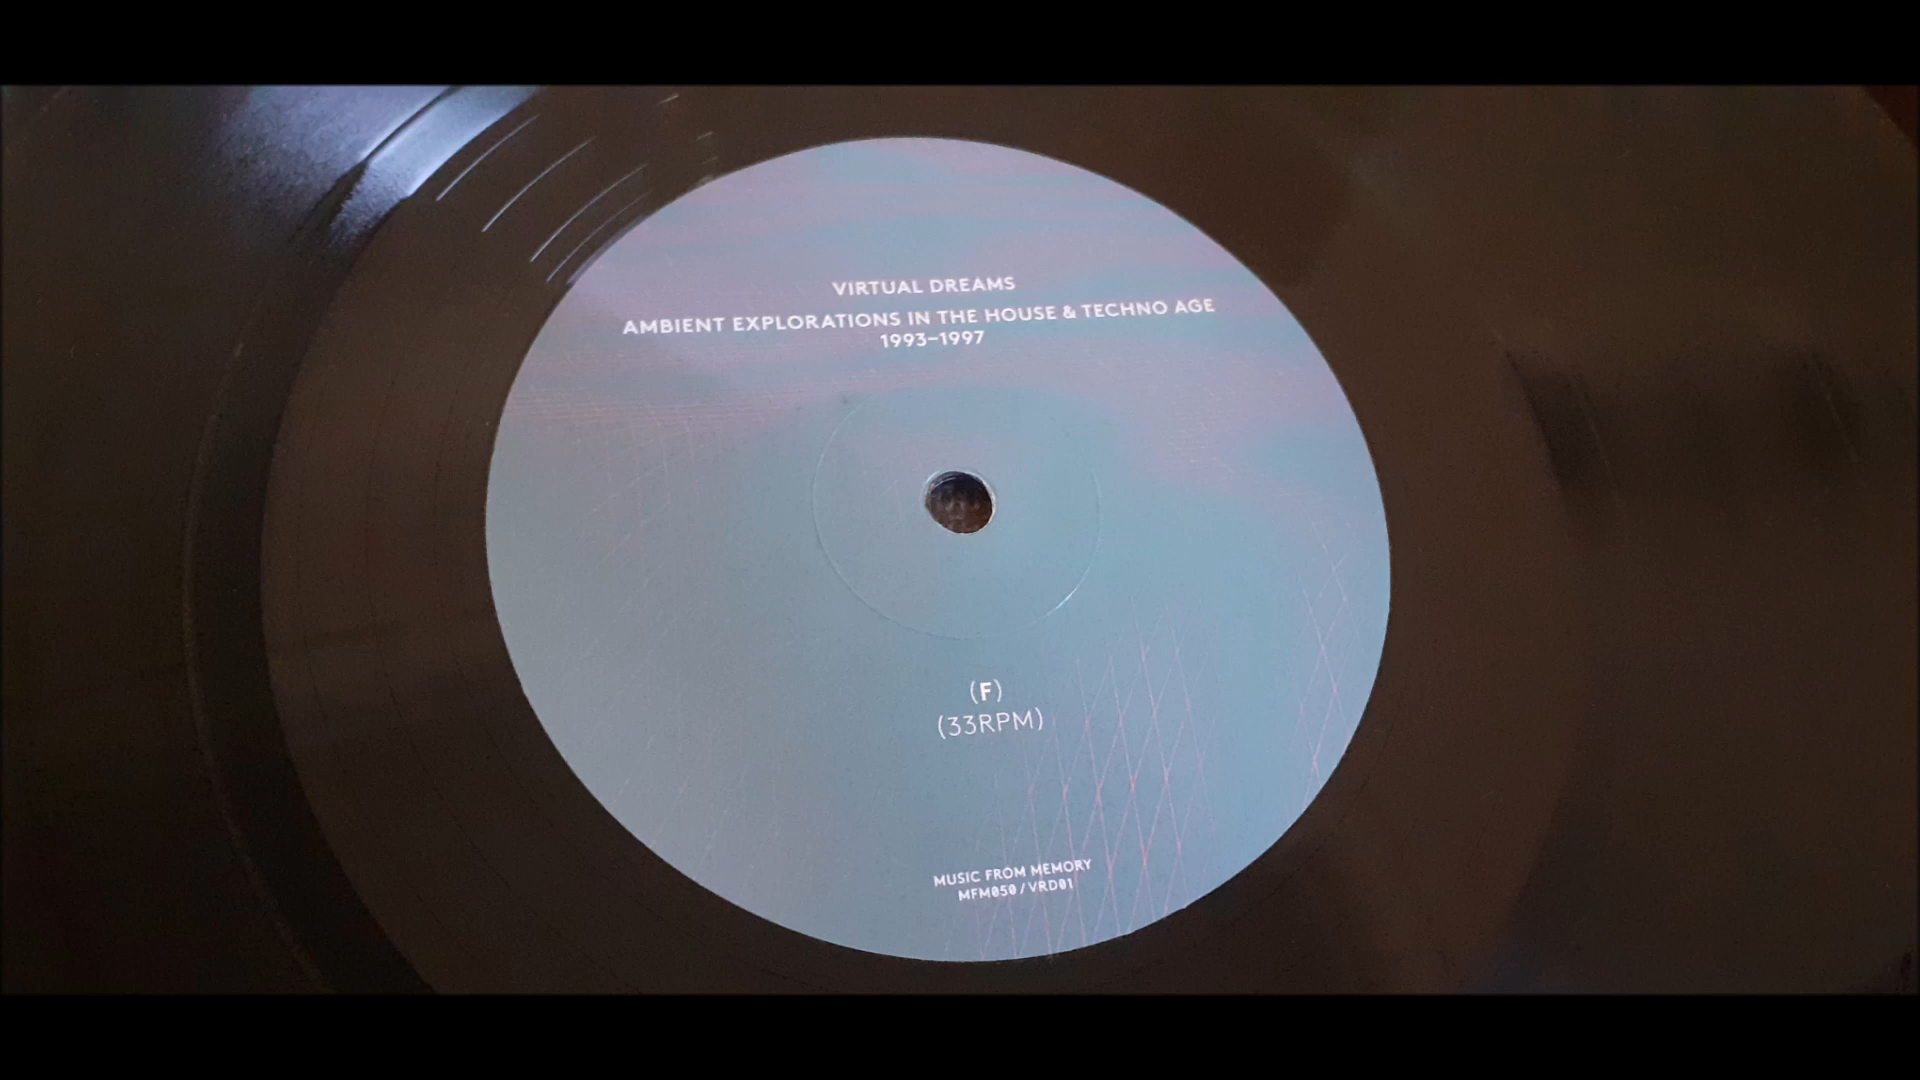 VIRTUAL DREAMS
AMBIENT EXPLORATIONS IN THE HOUSE & TECHNO AGE
1993–1997
(F)
(33RPM)
MUSIC FROM MEMORY
MFM050 / VRD01